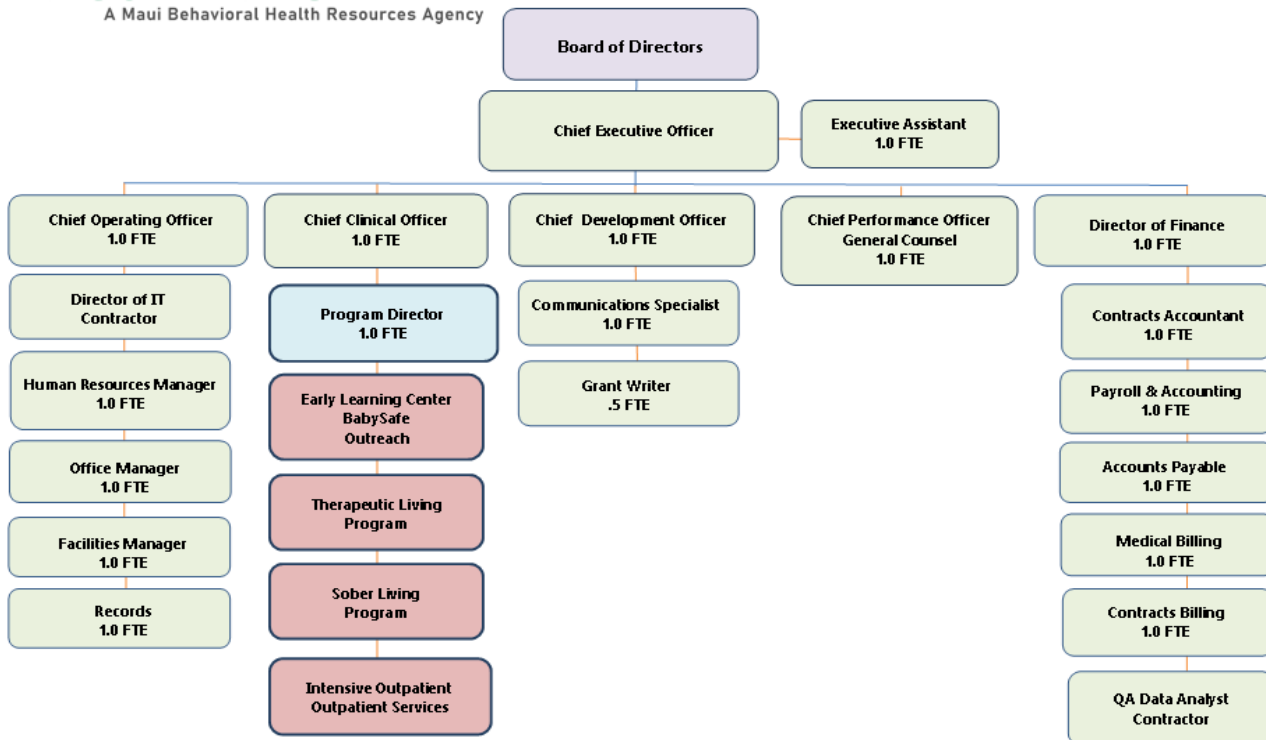 A Maui Behavioral Health Resources Agency
Board of Directors
Chief Executive Officer
Executive Assistant
1.0 FTE
Chief Operating Officer
1.0 FTE
Chief Clinical Officer
1.0 FTE
Chief Development Officer
1.0 FTE
Chief Performance Officer
General Counsel
1.0 FTE
Director of Finance
1.0 FTE
Director of IT
Contractor
Human Resources Manager
1.0 FTE
Office Manager
1.0 FTE
Facilities Manager
1.0 FTE
Records
1.0 FTE
Program Director
1.0 FTE
Early Learning Center
BabySafe
Outreach
Therapeutic Living
Program
Sober Living
Program
Intensive Outpatient
Outpatient Services
Communications Specialist
1.0 FTE
Grant Writer
.5 FTE
Contracts Accountant
1.0 FTE
Payroll & Accounting
1.0 FTE
Accounts Payable
1.0 FTE
Medical Billing
1.0 FTE
Contracts Billing
1.0 FTE
QA Data Analyst
Contractor